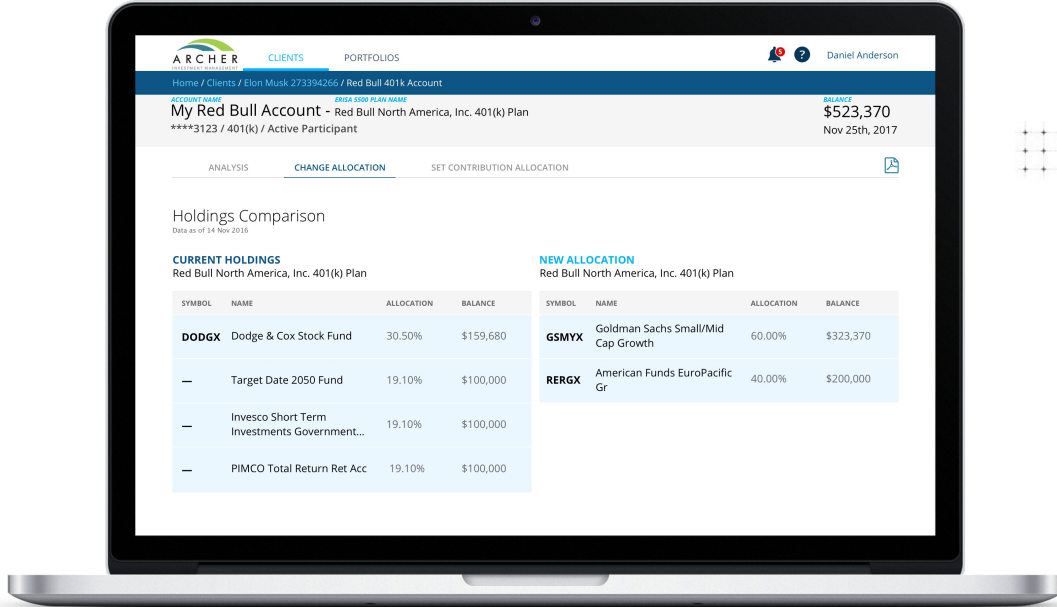 ARCHER
INVESTMENT MANAGEMENT
CLIENTS
PORTFOLIOS
5
?
Daniel Anderson
Home / Clients / Elon Musk 273394266 / Red Bull 401k Account
ACCOUNT NAME
ERISA 5500 PLAN NAME
My Red Bull Account - Red Bull North America, Inc. 401(k) Plan
****3123 / 401(k) / Active Participant
BALANCE
$523,370
Nov 25th, 2017
ANALYSIS
CHANGE ALLOCATION
SET CONTRIBUTION ALLOCATION
Holdings Comparison
Data as of 14 Nov 2016
CURRENT HOLDINGS
Red Bull North America, Inc. 401(k) Plan
SYMBOL NAME ALLOCATION BALANCE
DODGX Dodge & Cox Stock Fund 30.50% $159,680
— Target Date 2050 Fund 19.10% $100,000
Invesco Short Term
— Investments Government... 19.10% $100,000
— PIMCO Total Return Ret Acc 19.10% $100,000
NEW ALLOCATION
Red Bull North America, Inc. 401(k) Plan
SYMBOL NAME ALLOCATION BALANCE
GSMYX Goldman Sachs Small/Mid 60.00% $323,370
Cap Growth
RERGX American Funds EuroPacific 40.00% $200,000
Gr